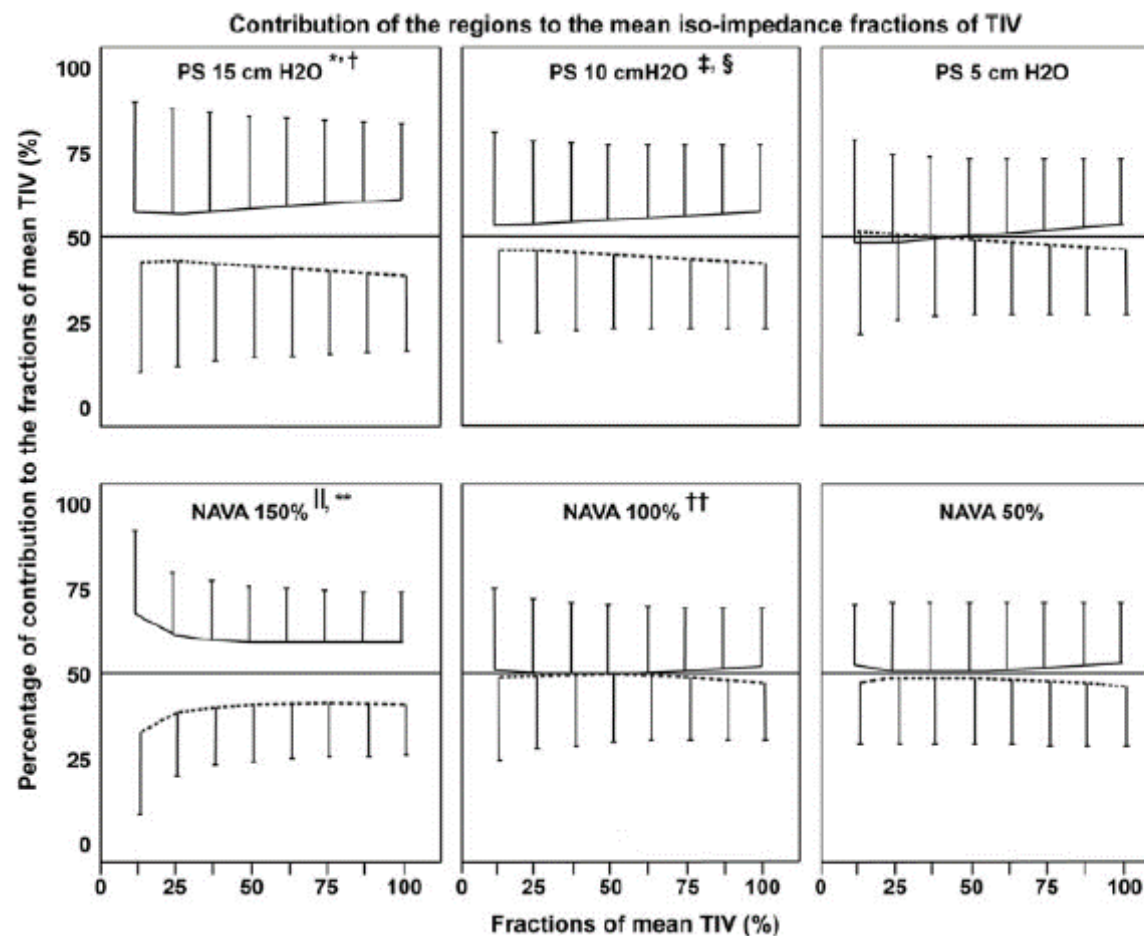 Contribution of the regions to the mean iso-impedance fractions of TIV
PS 15 cm H2O *, †
PS 10 cmH2O ‡, §
PS 5 cm H2O
100
75
50
25
0
NAVA 150% ||, **
NAVA 100% ††
NAVA 50%
100
75
50
25
0
Percentage of contribution to the fractions of mean TIV (%)
0 25 50 75 100 0 25 50 75 100 0 25 50 75 100
Fractions of mean TIV (%)